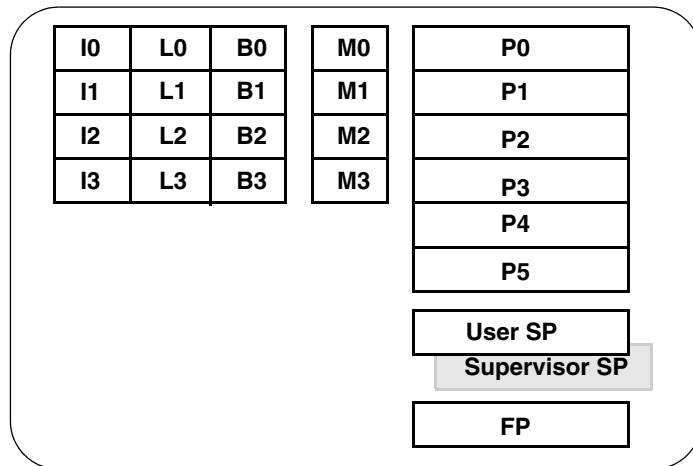 I0 L0 B0 M0 P0
I1 L1 B1 M1 P1
I2 L2 B2 M2 P2
I3 L3 B3 M3 P3
P4
P5
User SP
Supervisor SP
FP